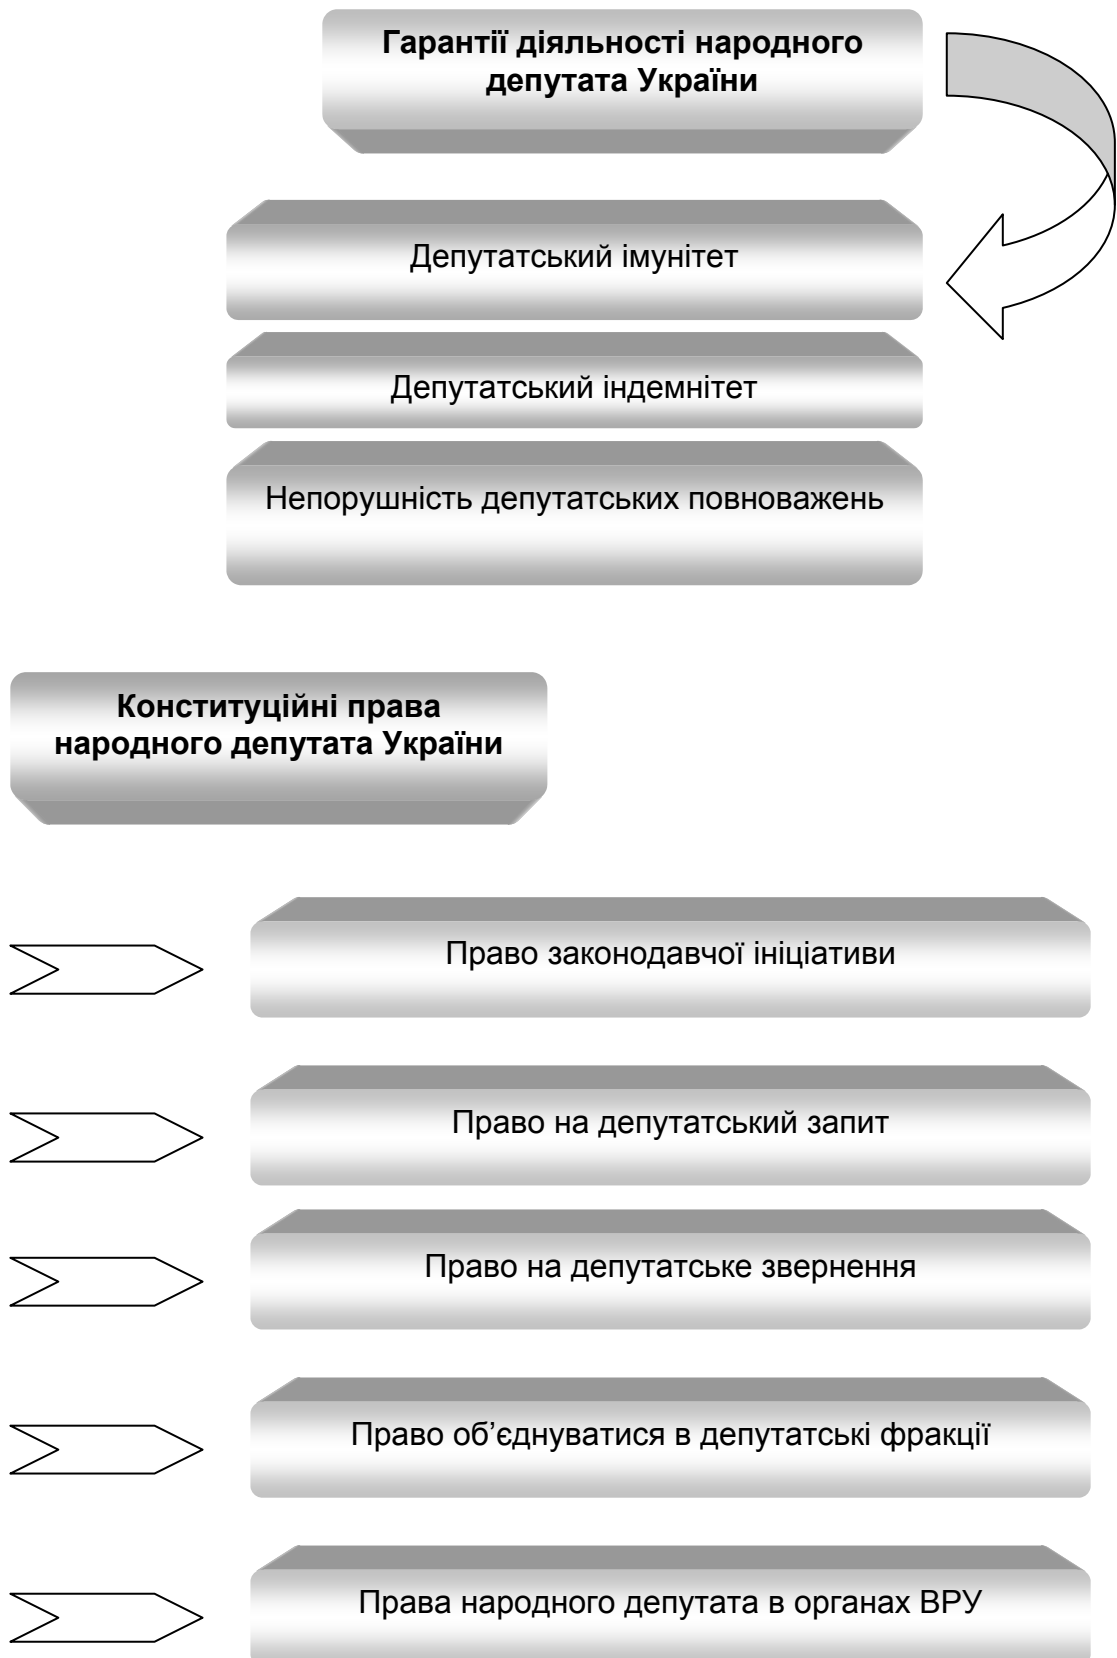 Гарантії діяльності народного
депутата України
Депутатський імунітет
Депутатський індемнітет
Непорушність депутатських повноважень
Конституційні права
народного депутата України
Право законодавчої ініціативи
Право на депутатський запит
Право на депутатське звернення
Право об’єднуватися в депутатські фракції
Права народного депутата в органах ВРУ